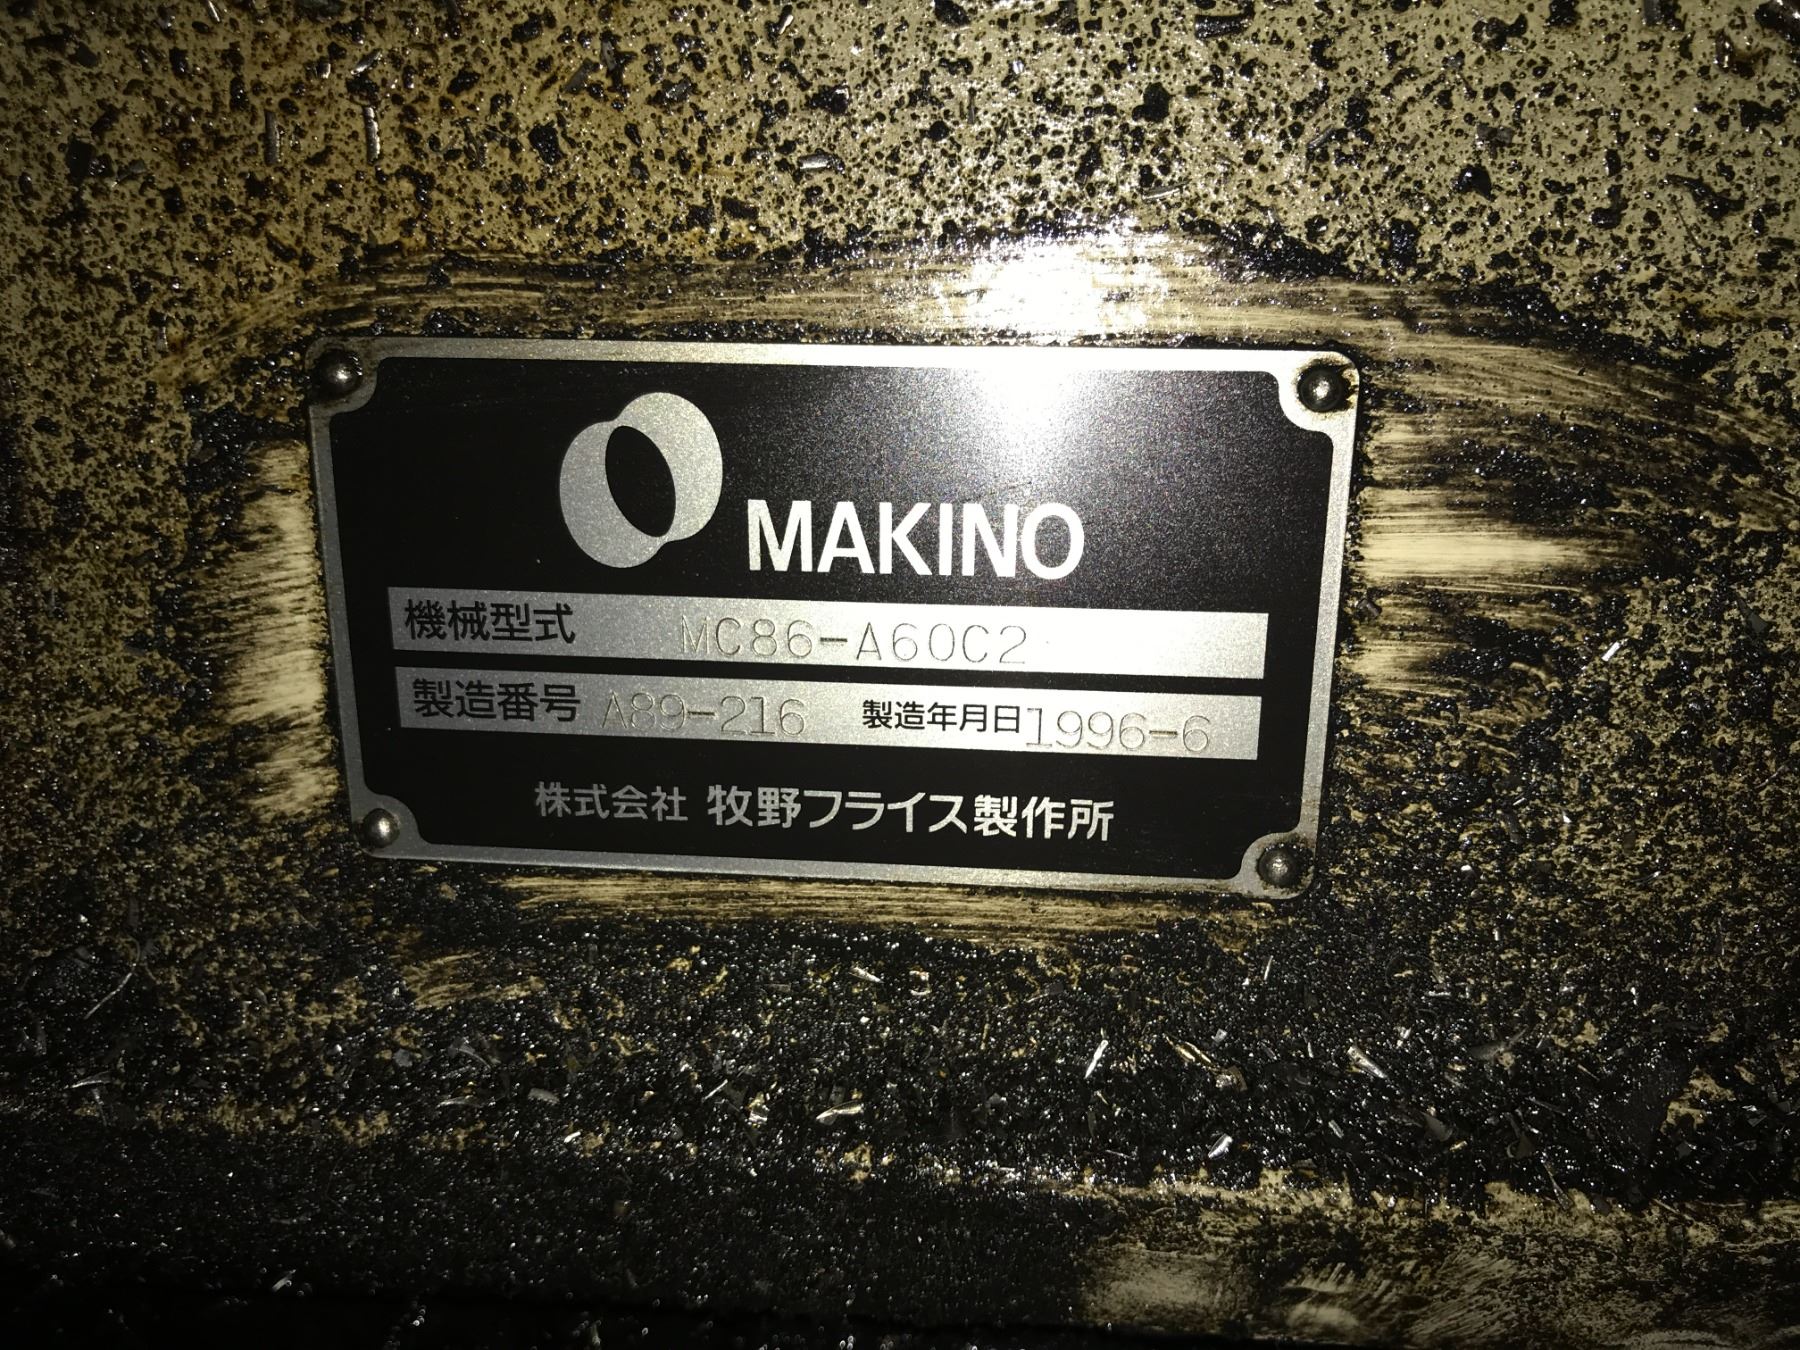 MAKINO
機械型式 MC86-A60C2
製造番号 A89-216 製造年月日 1996-6
株式会社 牧野フライス製作所